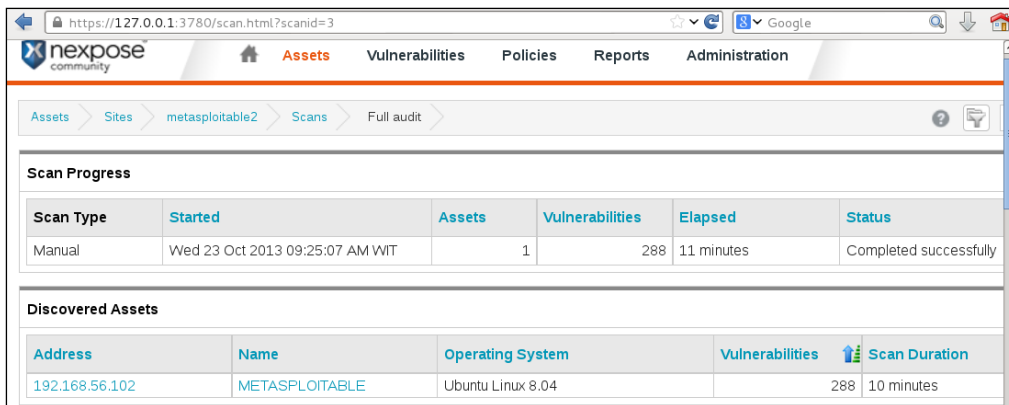 https://127.0.0.1:3780/scan.html?scanid=3 8 Google
nexpose community Assets Vulnerabilities Policies Reports Administration
Assets Sites metasploitable2 Scans Full audit ?
Scan Progress
Scan Type Started Assets Vulnerabilities Elapsed Status
Manual Wed 23 Oct 2013 09:25:07 AM WIT 1 288 11 minutes Completed successfully
Discovered Assets
Address Name Operating System Vulnerabilities Scan Duration
192.168.56.102 METASPLOITABLE Ubuntu Linux 8.04 288 10 minutes